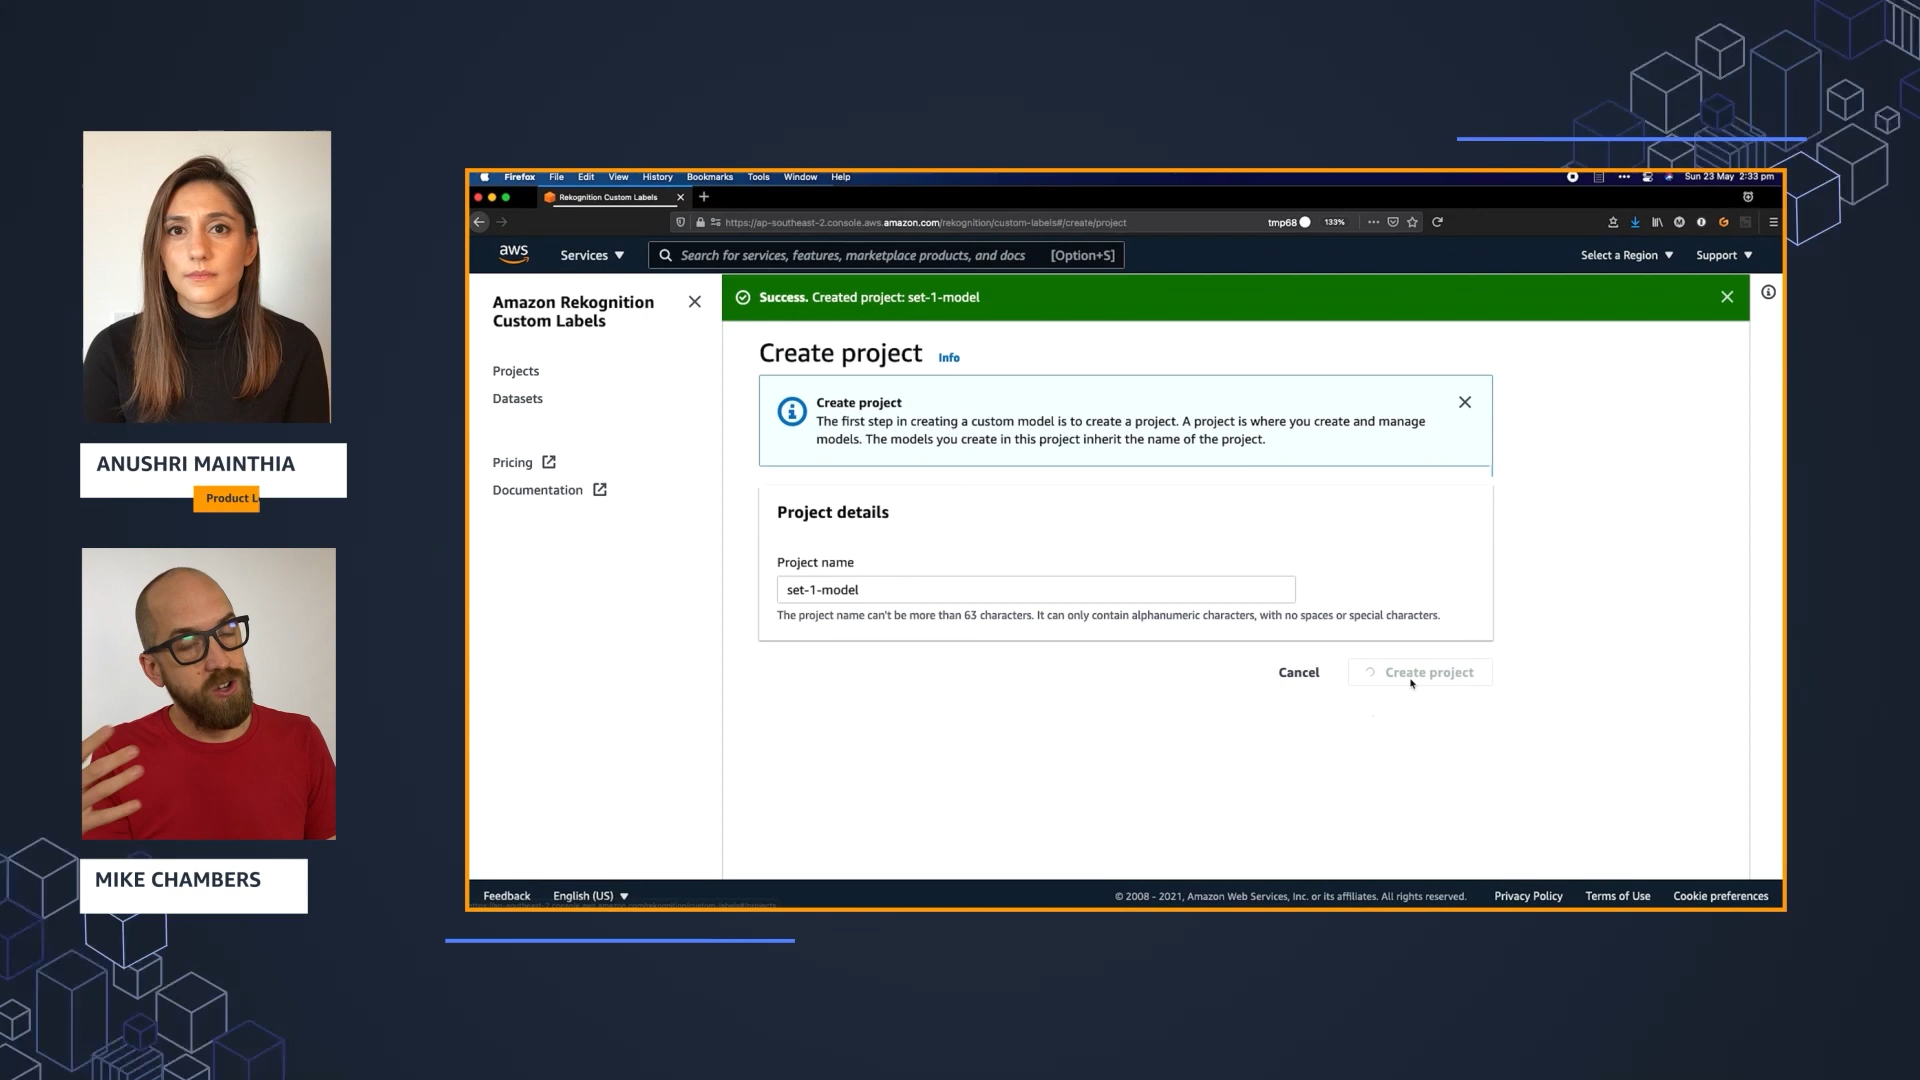 ANUSHRI MAINTHIA
Product L
MIKE CHAMBERS
Firefox File Edit View History Bookmarks Tools Window Help
Sun 23 May 2:33 pm
Rekognition Custom Labels
https://ap-southeast-2.console.aws.amazon.com/rekognition/custom-labels#/create/project
tmp68
133%
aws
Services
Search for services, features, marketplace products, and docs [Option+S]
Select a Region
Support
Amazon Rekognition
Custom Labels
Projects
Datasets
Pricing
Documentation
Success. Created project: set-1-model
Create project Info
Create project
The first step in creating a custom model is to create a project. A project is where you create and manage
models. The models you create in this project inherit the name of the project.
Project details
Project name
set-1-model
The project name can't be more than 63 characters. It can only contain alphanumeric characters, with no spaces or special characters.
Cancel
Create project
Feedback
English (US)
© 2008 - 2021, Amazon Web Services, Inc. or its affiliates. All rights reserved.
Privacy Policy
Terms of Use
Cookie preferences